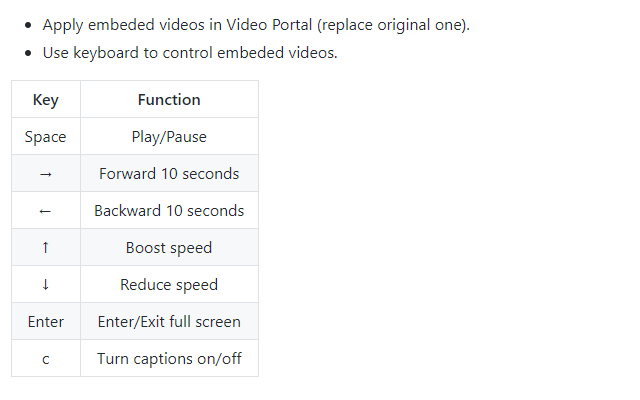 • Apply embeded videos in Video Portal (replace original one).
• Use keyboard to control embeded videos.
Key Function
Space Play/Pause
→ Forward 10 seconds
← Backward 10 seconds
↑ Boost speed
↓ Reduce speed
Enter Enter/Exit full screen
c Turn captions on/off